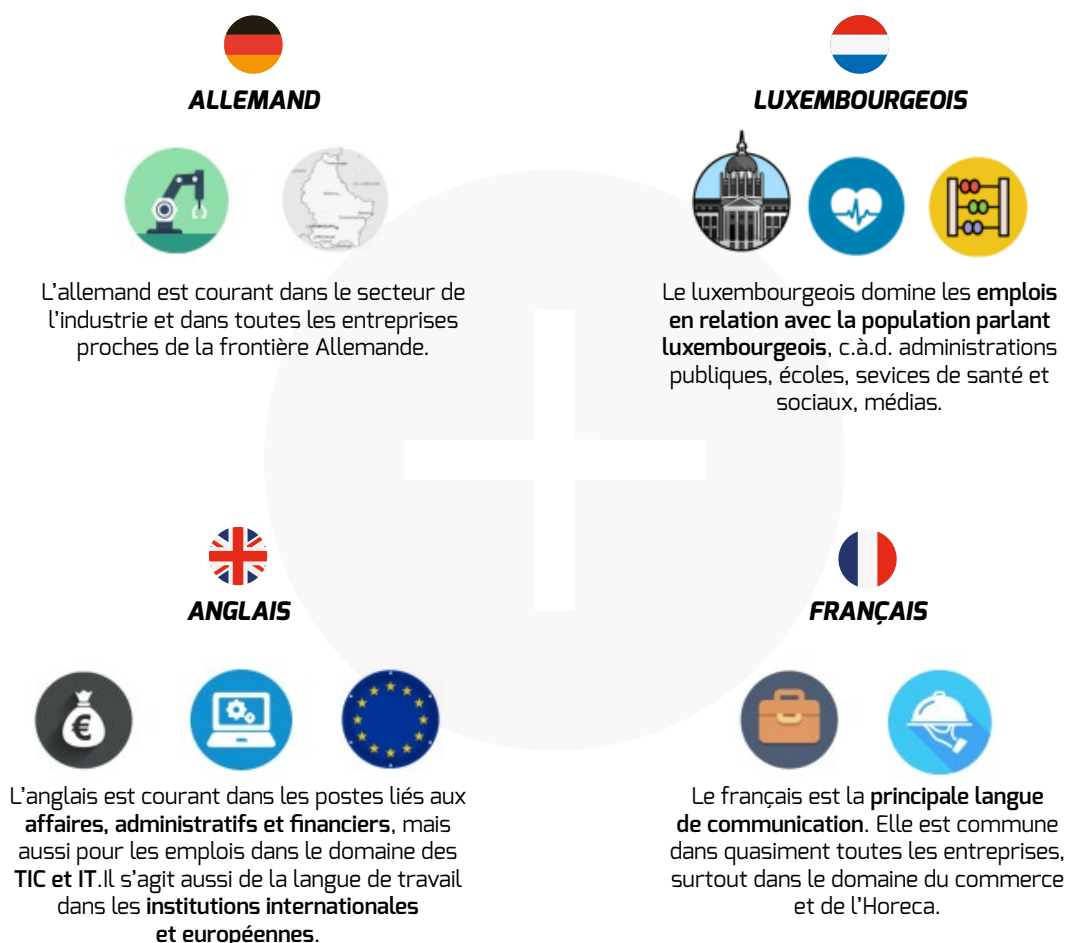 ALLEMAND
L'allemand est courant dans le secteur de
l'industrie et dans toutes les entreprises
proches de la frontière Allemande.
LUXEMBOURGEOIS
Le luxembourgeois domine les emplois
en relation avec la population parlant
luxembourgeois, c.à.d. administrations
publiques, écoles, sevices de santé et
sociaux, médias.
ANGLAIS
€
L'anglais est courant dans les postes liés aux
affaires, administratifs et financiers, mais
aussi pour les emplois dans le domaine des
TIC et IT.Il s'agit aussi de la langue de travail
dans les institutions internationales
et européennes.
FRANÇAIS
Le français est la principale langue
de communication. Elle est commune
dans quasiment toutes les entreprises,
surtout dans le domaine du commerce
et de l'Horeca.